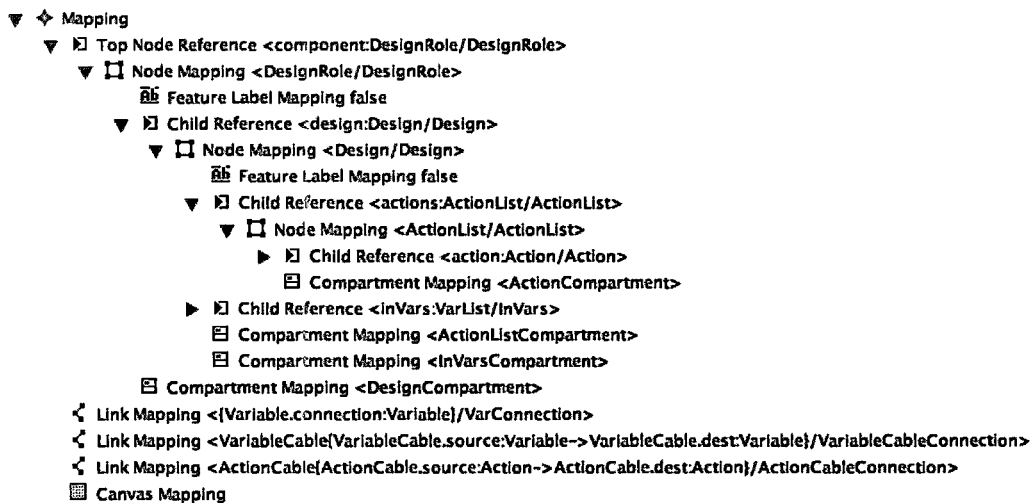 Mapping
Top Node Reference <component:DesignRole/DesignRole>
Node Mapping <DesignRole/DesignRole>
Feature Label Mapping false
Child Reference <design:Design/Design>
Node Mapping <Design/Design>
Feature Label Mapping false
Child Reference <actions:ActionList/ActionList>
Node Mapping <ActionList/ActionList>
Child Reference <action:Action/Action>
Compartment Mapping <ActionCompartment>
Child Reference <inVars:VarList/InVars>
Compartment Mapping <ActionListCompartment>
Compartment Mapping <InVarsCompartment>
Compartment Mapping <DesignCompartment>
Link Mapping <{Variable.connection:Variable}/VarConnection>
Link Mapping <VariableCable{VariableCable.source:Variable->VariableCable.dest:Variable}/VariableCableConnection>
Link Mapping <ActionCable{ActionCable.source:Action->ActionCable.dest:Action}/ActionCableConnection>
Canvas Mapping